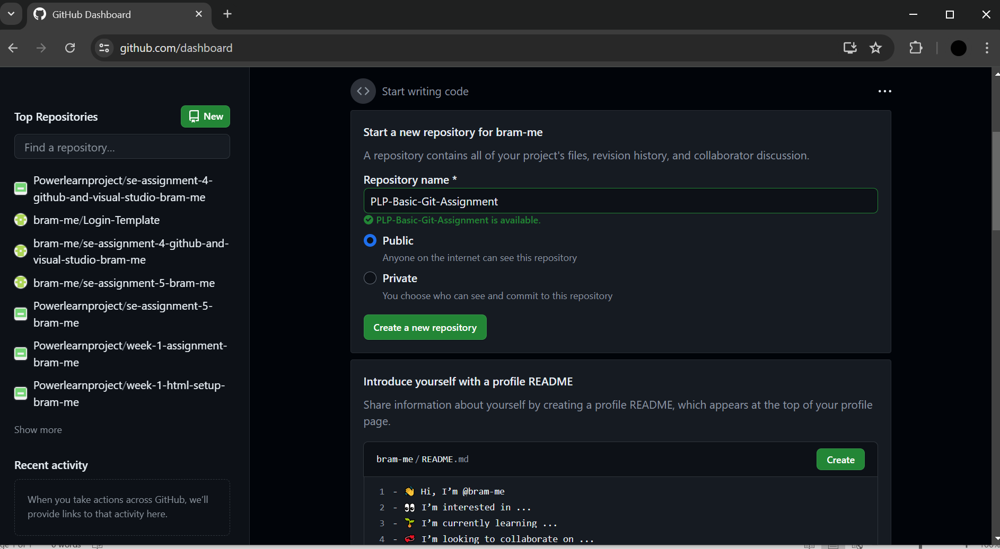 GitHub Dashboard
github.com/dashboard
Top Repositories
New
Find a repository...
Powerlearnproject/se-assignment-4-
github-and-visual-studio-bram-me
bram-me/Login-Template
bram-me/se-assignment-4-github-and-
visual-studio-bram-me
bram-me/se-assignment-5-bram-me
Powerlearnproject/se-assignment-5-
bram-me
Powerlearnproject/week-1-assignment-
bram-me
Powerlearnproject/week-1-html-setup-
bram-me
Show more
Recent activity
When you take actions across GitHub, we’ll
provide links to that activity here.
Start writing code
Start a new repository for bram-me
A repository contains all of your project's files, revision history, and collaborator discussion.
Repository name *
PLP-Basic-Git-Assignment
PLP-Basic-Git-Assignment is available.
Public
Anyone on the internet can see this repository
Private
You choose who can see and commit to this repository
Create a new repository
Introduce yourself with a profile README
Share information about yourself by creating a profile README, which appears at the top of your profile
page.
bram-me / README.md
Create
1 - 👋 Hi, I’m @bram-me
2 - 👀 I’m interested in ...
3 - 🌱 I’m currently learning ...
4 - 💞️ I’m looking to collaborate on ...